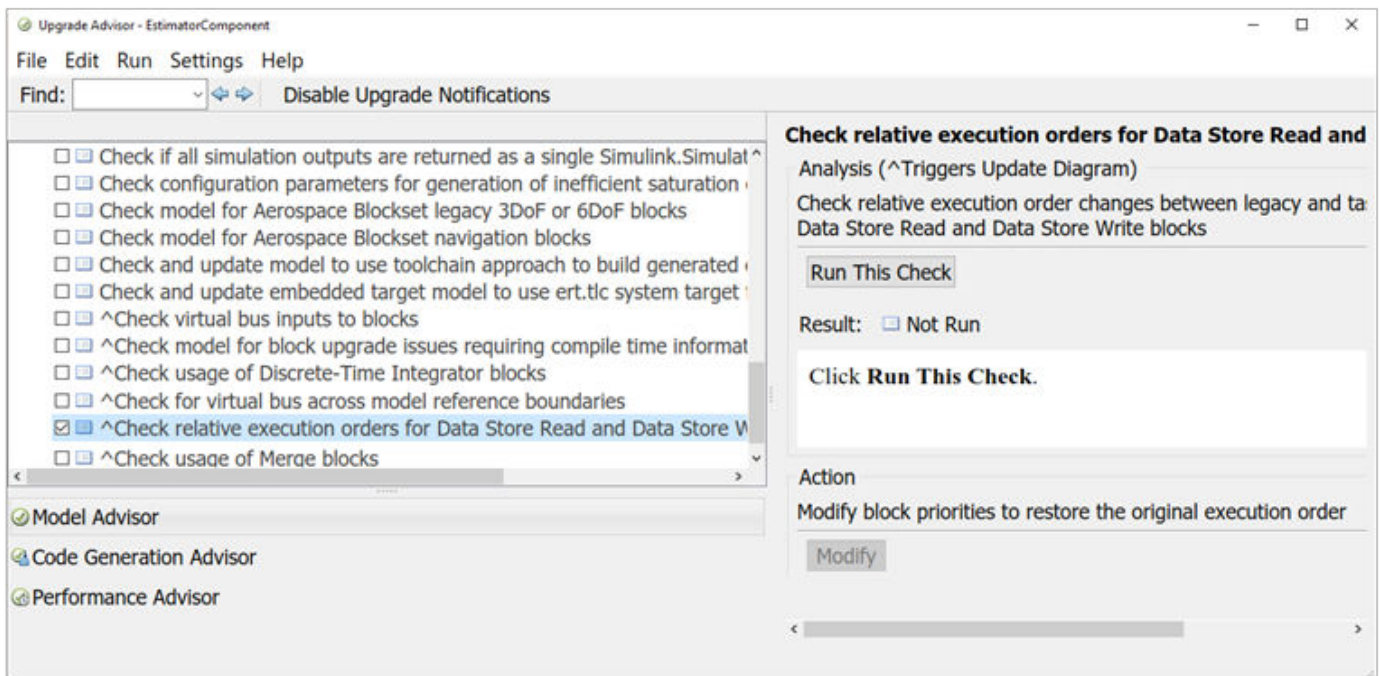 Upgrade Advisor - EstimatorComponent
File Edit Run Settings Help
Find: Disable Upgrade Notifications
Check if all simulation outputs are returned as a single Simulink.Simulat
Check configuration parameters for generation of inefficient saturation
Check model for Aerospace Blockset legacy 3DoF or 6DoF blocks
Check model for Aerospace Blockset navigation blocks
Check and update model to use toolchain approach to build generated
Check and update embedded target model to use ert.tlc system target
^Check virtual bus inputs to blocks
^Check model for block upgrade issues requiring compile time informat
^Check usage of Discrete-Time Integrator blocks
^Check for virtual bus across model reference boundaries
^Check relative execution orders for Data Store Read and Data Store W
^Check usage of Merge blocks
Model Advisor
Code Generation Advisor
Performance Advisor
Check relative execution orders for Data Store Read and
Analysis (^Triggers Update Diagram)
Check relative execution order changes between legacy and ta
Data Store Read and Data Store Write blocks
Run This Check
Result: Not Run
Click Run This Check.
Action
Modify block priorities to restore the original execution order
Modify